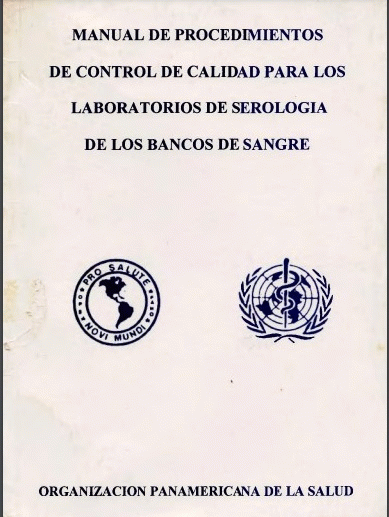 MANUAL DE PROCEDIMIENTOS
DE CONTROL DE CALIDAD PARA LOS
LABORATORIOS DE SEROLOGIA
DE LOS BANCOS DE SANGRE
PRO SALUTE
NOVI MUNDI
ORGANIZACION PANAMERICANA DE LA SALUD